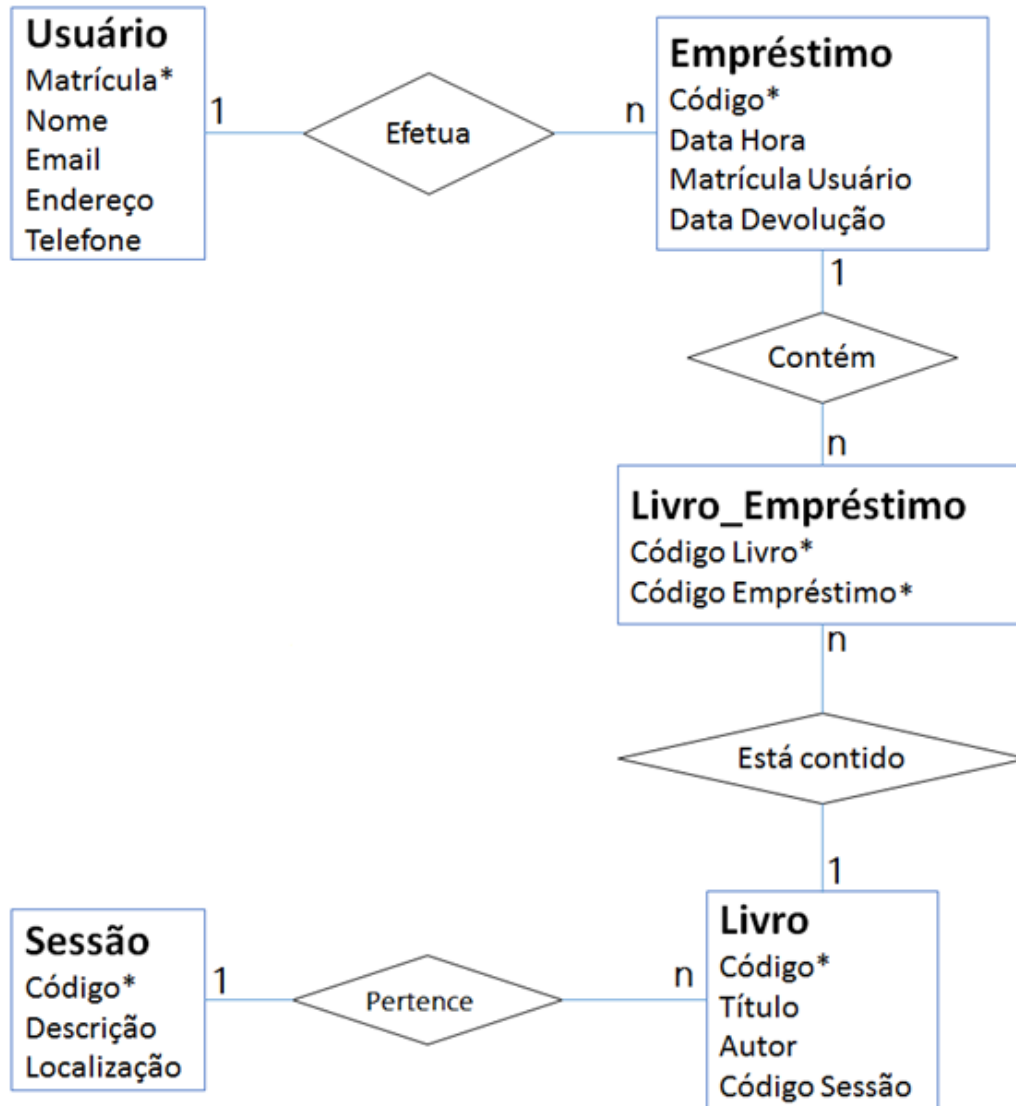 Usuário
Matrícula*
Nome
Email
Endereço
Telefone
1
Efetua
n
Empréstimo
Código*
Data Hora
Matrícula Usuário
Data Devolução
1
Contém
n
Livro_Empréstimo
Código Livro*
Código Empréstimo*
n
Está contido
1
Livro
Código*
Título
Autor
Código Sessão
n
Pertence
1
Sessão
Código*
Descrição
Localização